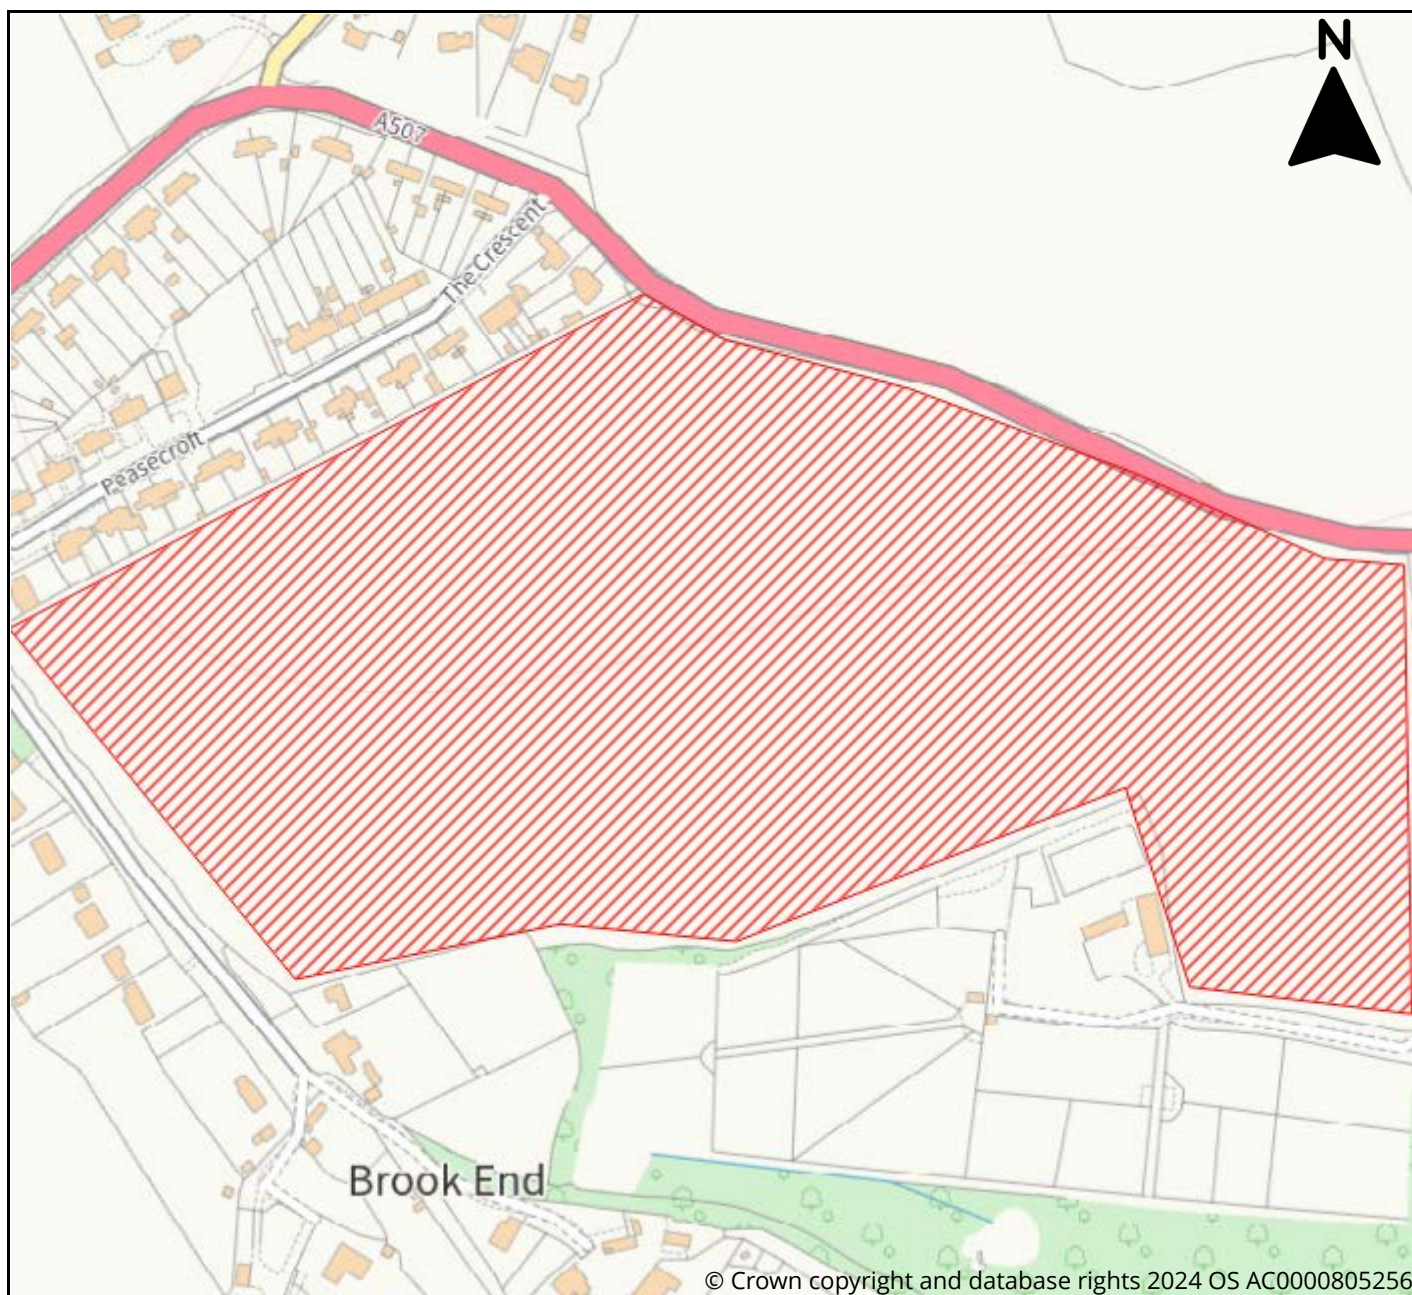 N
A507
The Crescent
Peasecroft
Brook End
© Crown copyright and database rights 2024 OS AC0000805256